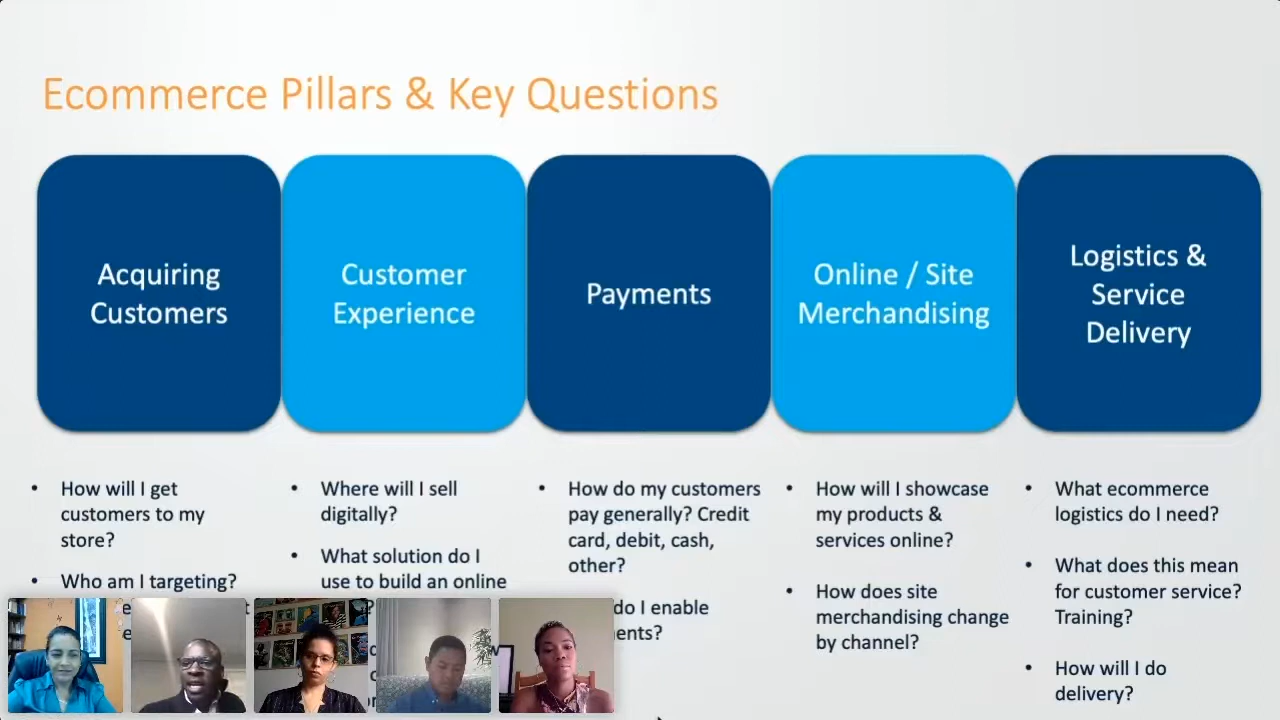 Ecommerce Pillars & Key Questions
Acquiring
Customers
Customer
Experience
Payments
Online / Site
Merchandising
Logistics &
Service
Delivery
• How will I get
customers to my
store?
• Who am I targeting?
• Where will I sell
digitally?
• What solution do I
use to build an online
• How do my customers
pay generally? Credit
card, debit, cash,
other?
do I enable
• How will I showcase
my products &
services online?
• How does site
merchandising change
by channel?
• What ecommerce
logistics do I need?
• What does this mean
for customer service?
Training?
• How will I do
delivery?